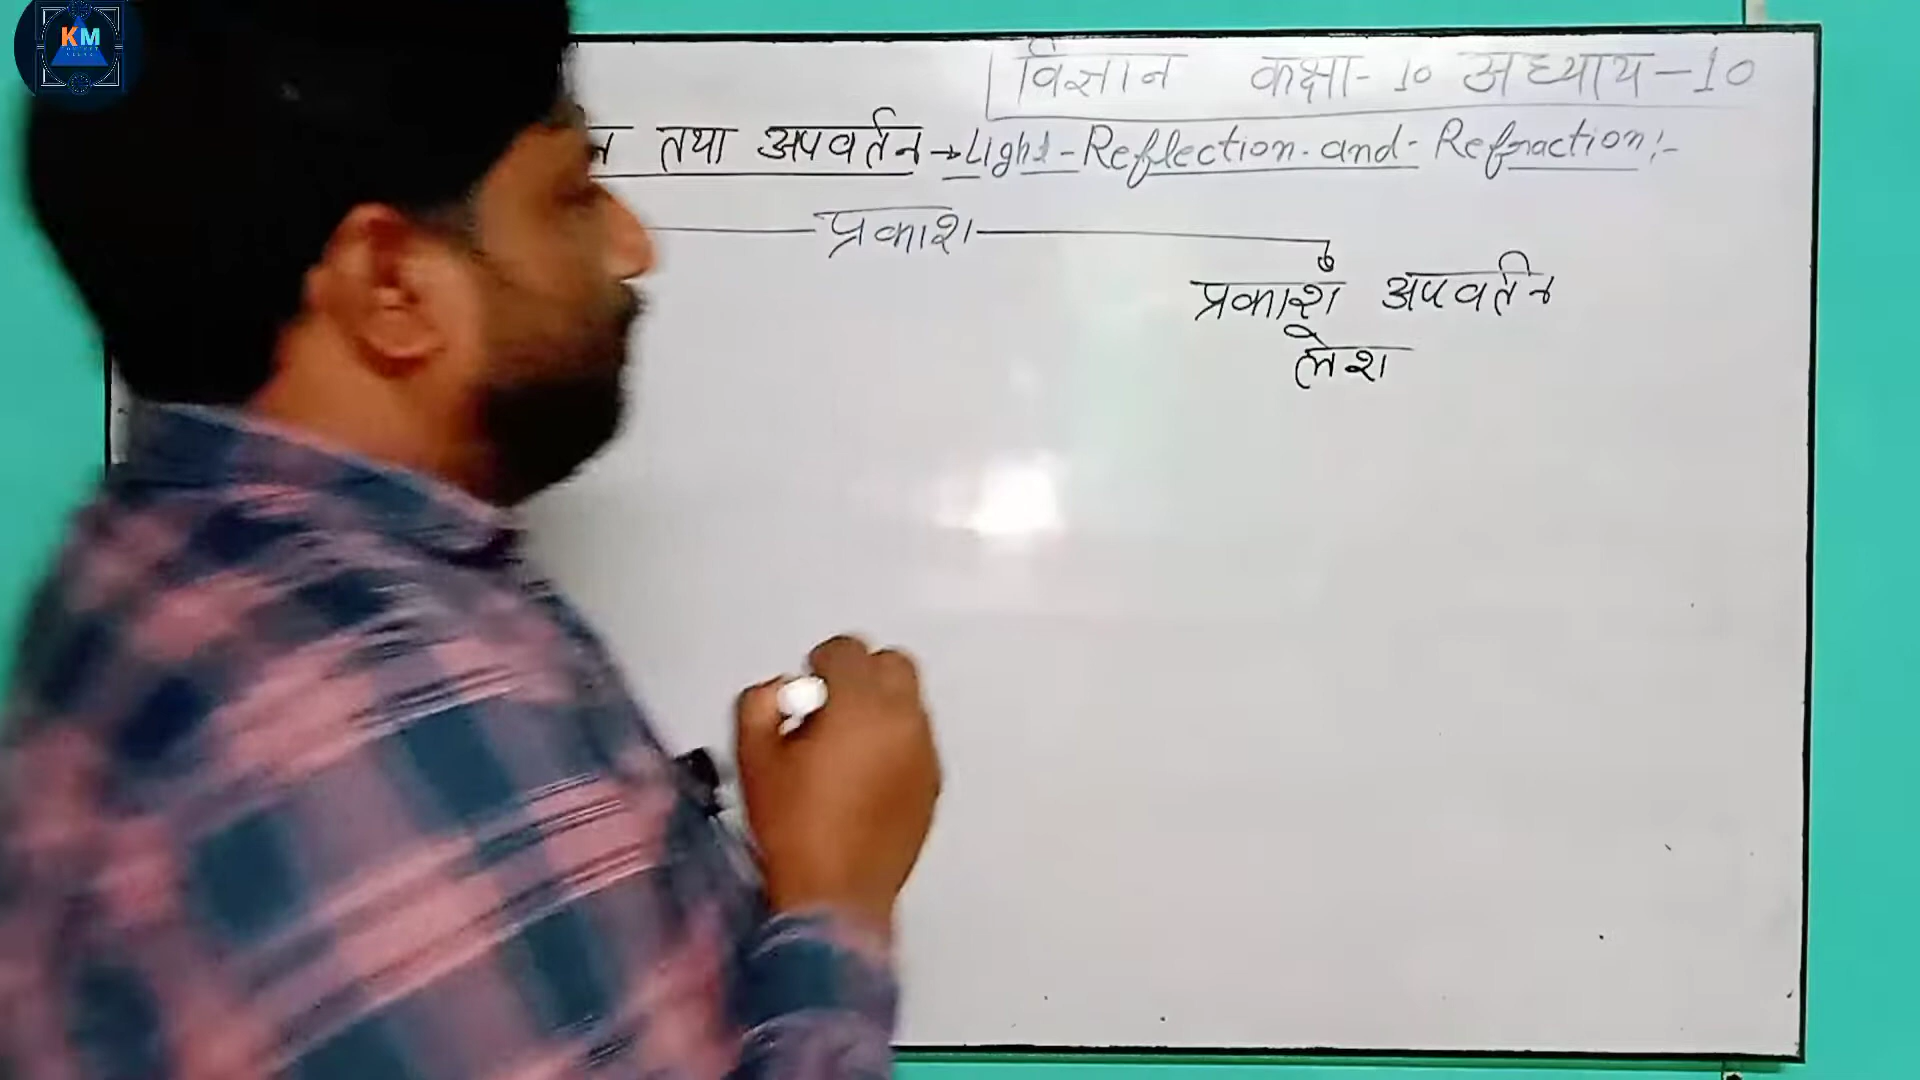 KM
विज्ञान कक्षा-10 अध्याय-10
न तथा अपवर्तन→Light-Reflection-and-Refraction:-
प्रकाश
प्रकाश अपवर्तन
लेंश